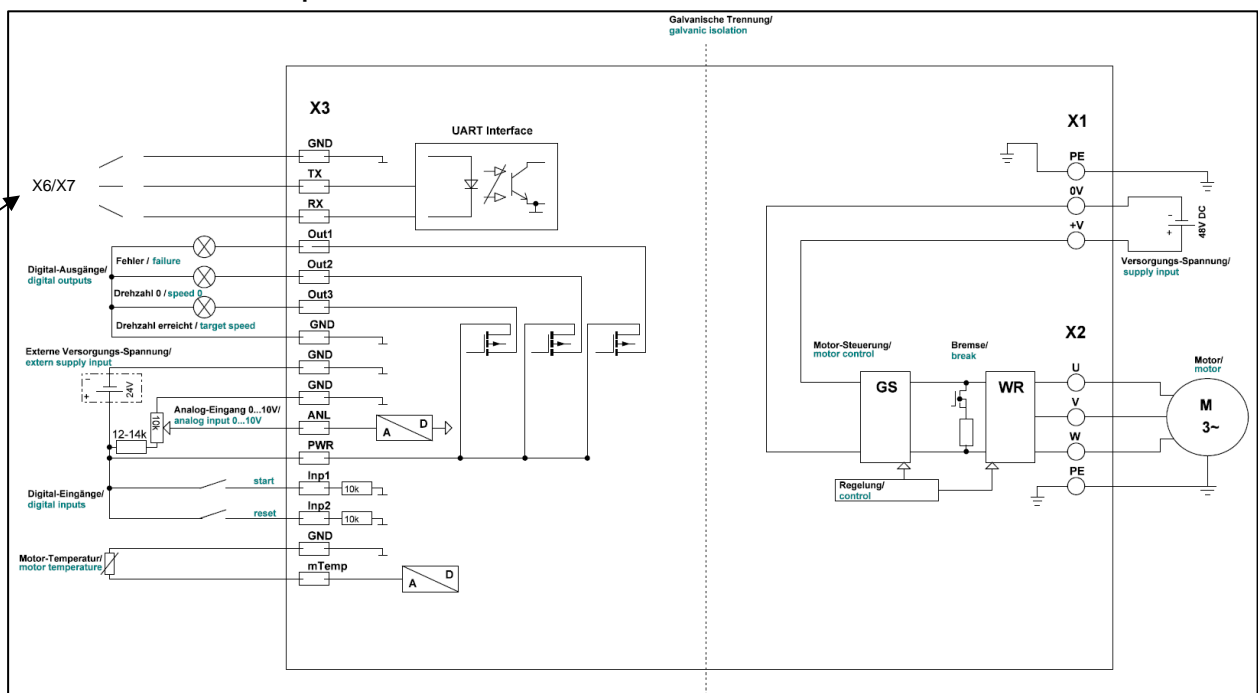 Galvanische Trennung/
galvanic isolation
X3
X1
X2
X6/X7
GND
TX
RX
UART Interface
Out1
Fehler / failure
Out2
Digital-Ausgänge/
digital outputs
Drehzahl 0 / speed 0
Out3
Drehzahl erreicht / target speed
GND
Externe Versorgungs-Spannung/
extern supply input
GND
-
+
24V
GND
10k
Analog-Eingang 0...10V/
analog input 0...10V
ANL
A
D
12-14k
PWR
start
Inp1
10k
Digital-Eingänge/
digital inputs
reset
Inp2
10k
GND
Motor-Temperatur/
motor temperature
mTemp
A
D
PE
0V
+V
-
+
48V DC
Versorgungs-Spannung/
supply input
Motor-Steuerung/
motor control
Bremse/
break
GS
WR
U
V
W
PE
Motor/
motor
M
3~
Regelung/
control